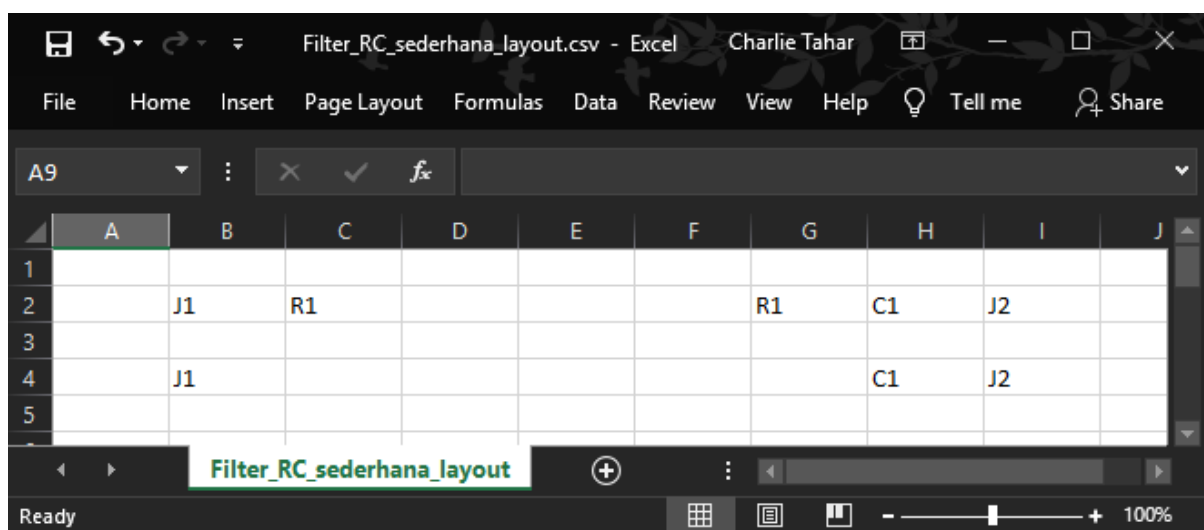 Filter_RC_sederhana_layout.csv - Excel Charlie Tahar
File Home Insert Page Layout Formulas Data Review View Help Tell me Share
A9 fx
A B C D E F G H I J
1
2 J1 R1 R1 C1 J2
3
4 J1 C1 J2
5
Filter_RC_sederhana_layout
Ready 100%